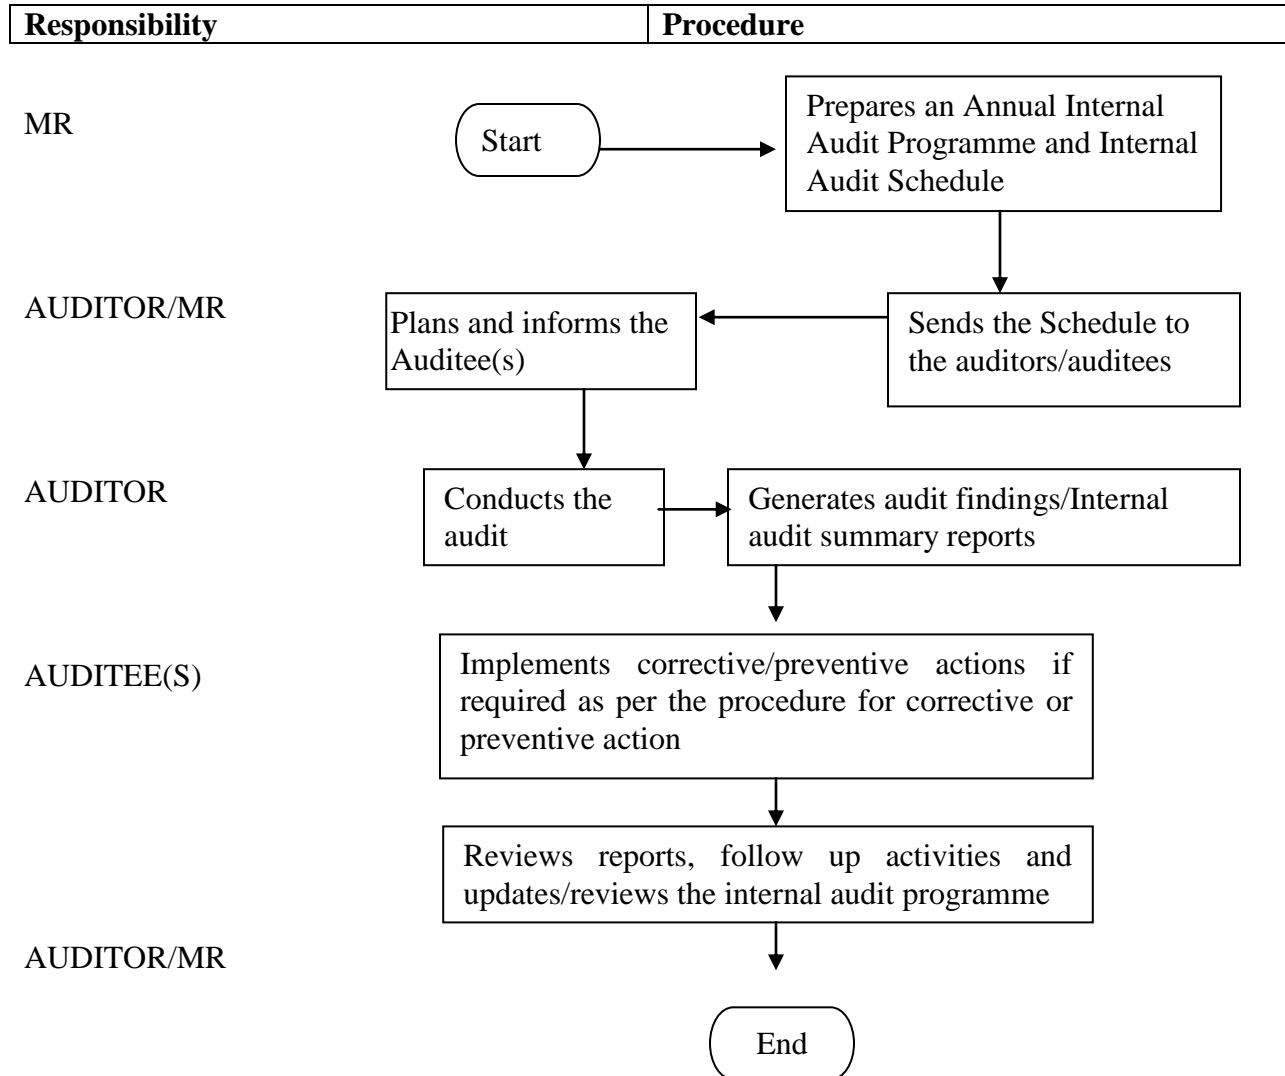 Responsibility
Procedure
MR
Start
Prepares an Annual Internal
Audit Programme and Internal
Audit Schedule
AUDITOR/MR
Plans and informs the
Auditee(s)
Sends the Schedule to
the auditors/auditees
AUDITOR
Conducts the
audit
Generates audit findings/Internal
audit summary reports
AUDITEE(S)
Implements corrective/preventive actions if
required as per the procedure for corrective or
preventive action
Reviews reports, follow up activities and
updates/reviews the internal audit programme
AUDITOR/MR
End